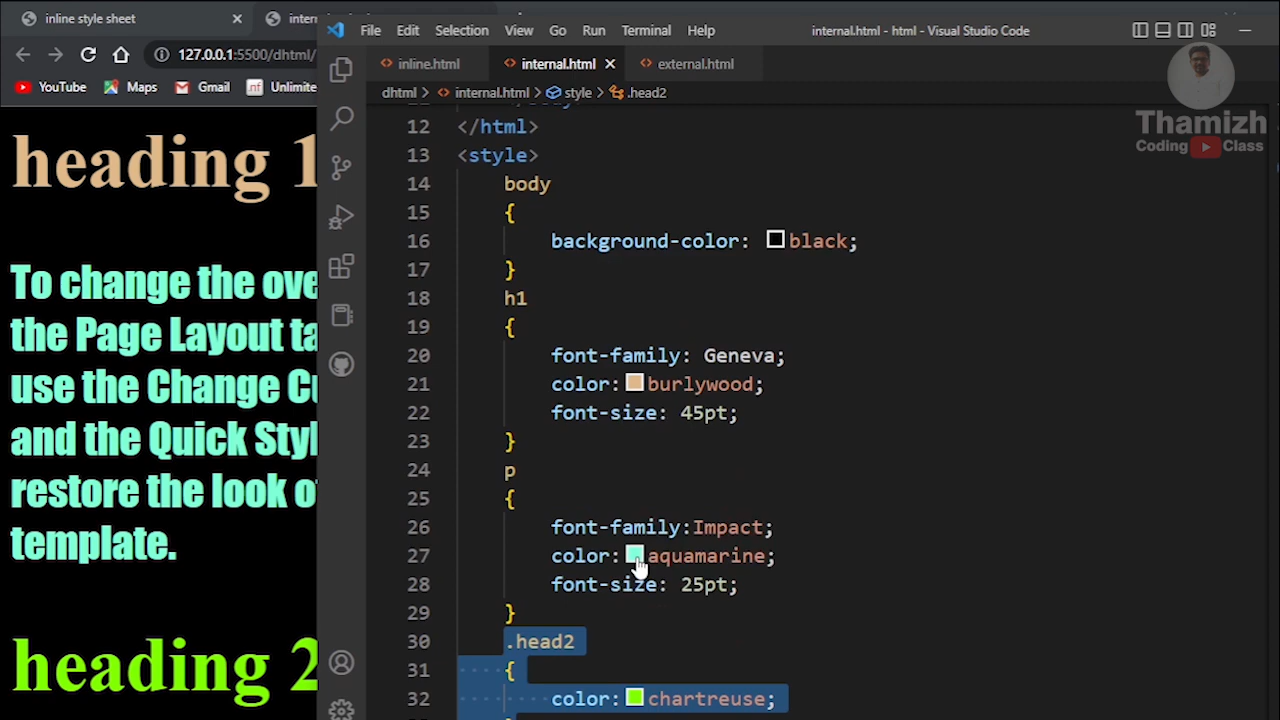 inline style sheet
inter
File Edit Selection View Go Run Terminal Help
internal.html - html - Visual Studio Code
127.0.0.1:5500/dhtml/
YouTube Maps Gmail Unlimite
inline.html
internal.html
external.html
dhtml > internal.html > style > .head2
Thamizh
Coding Class
heading 1
To change the ove
the Page Layout ta
use the Change Cu
and the Quick Styl
restore the look of
template.
heading 2
12 </html>
13 <style>
14 body
15 {
16 background-color: black;
17 }
18 h1
19 {
20 font-family: Geneva;
21 color: burlywood;
22 font-size: 45pt;
23 }
24 p
25 {
26 font-family:Impact;
27 color: aquamarine;
28 font-size: 25pt;
29 }
30 .head2
31 {
32 color: chartreuse;